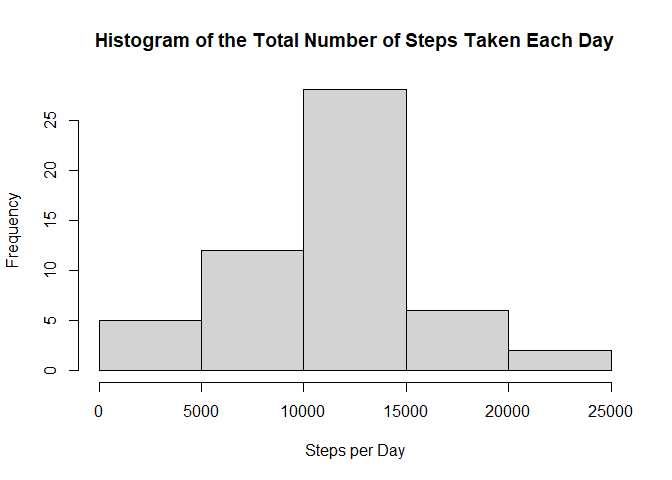 Histogram of the Total Number of Steps Taken Each Day
Frequency
25
20
15
10
5
0
0 5000 10000 15000 20000 25000
Steps per Day